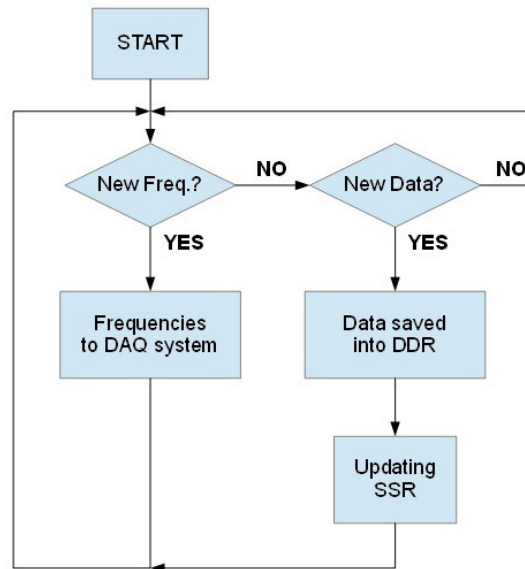 START
New Freq.?
NO
New Data?
NO
YES
YES
Frequencies
to DAQ system
Data saved
into DDR
Updating
SSR